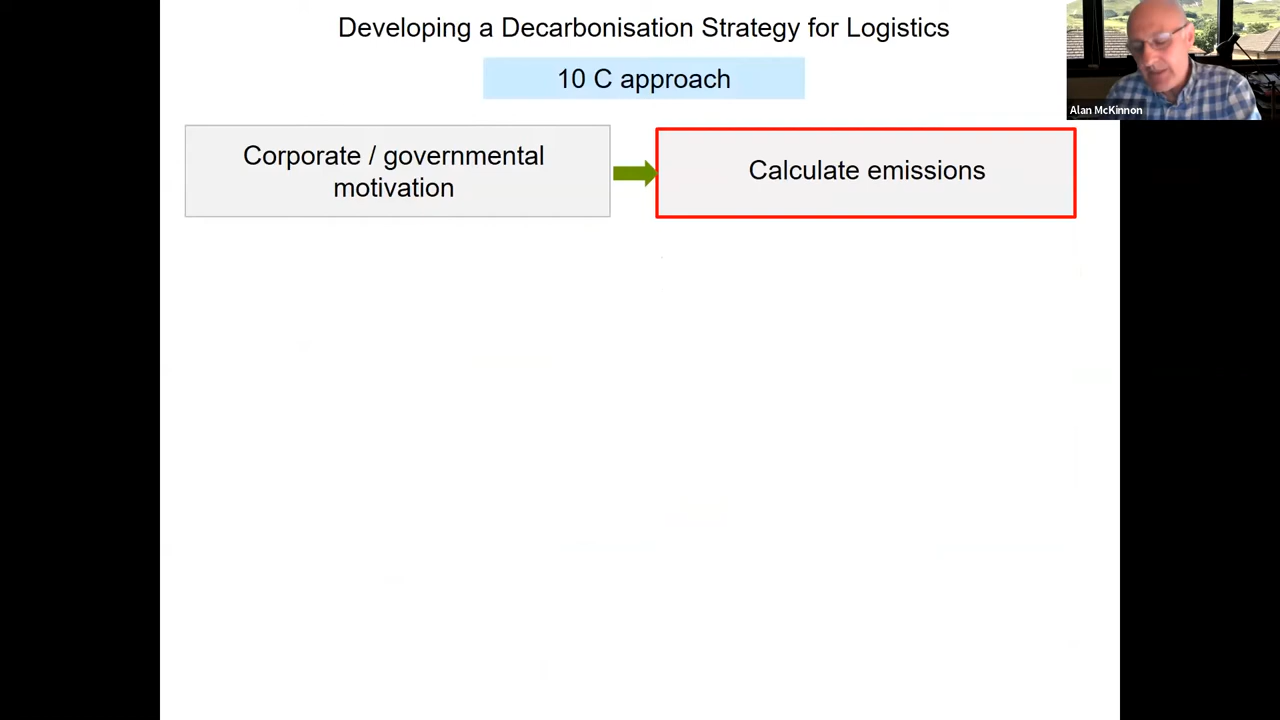 Developing a Decarbonisation Strategy for Logistics
10 C approach
Alan McKinnon
Corporate / governmental
motivation
Calculate emissions